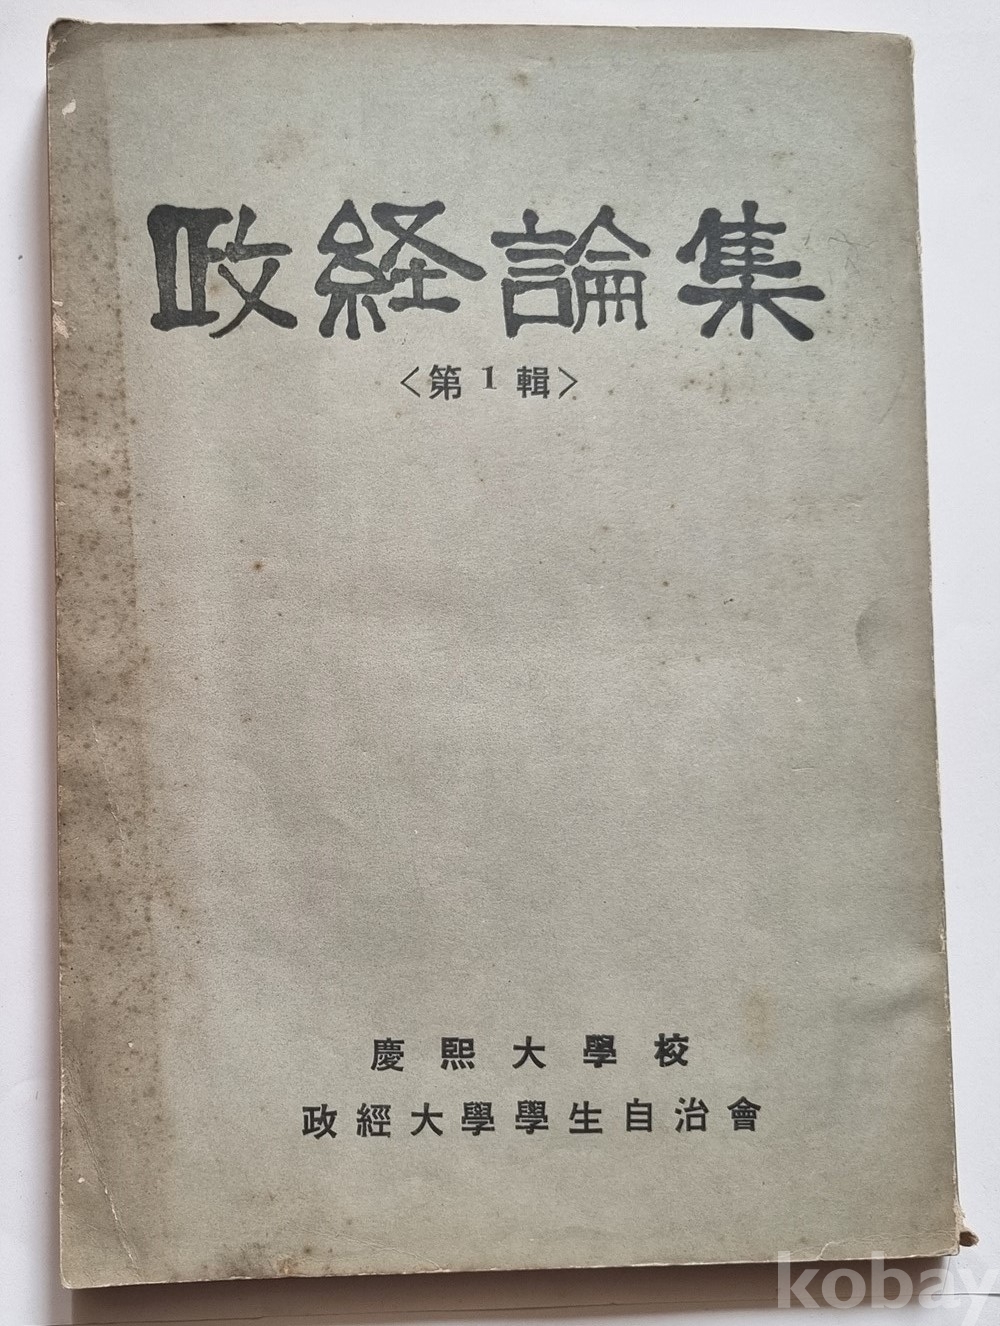 政経論集
<第1輯>
慶熙大學校
政經大學學生自治會
kobay